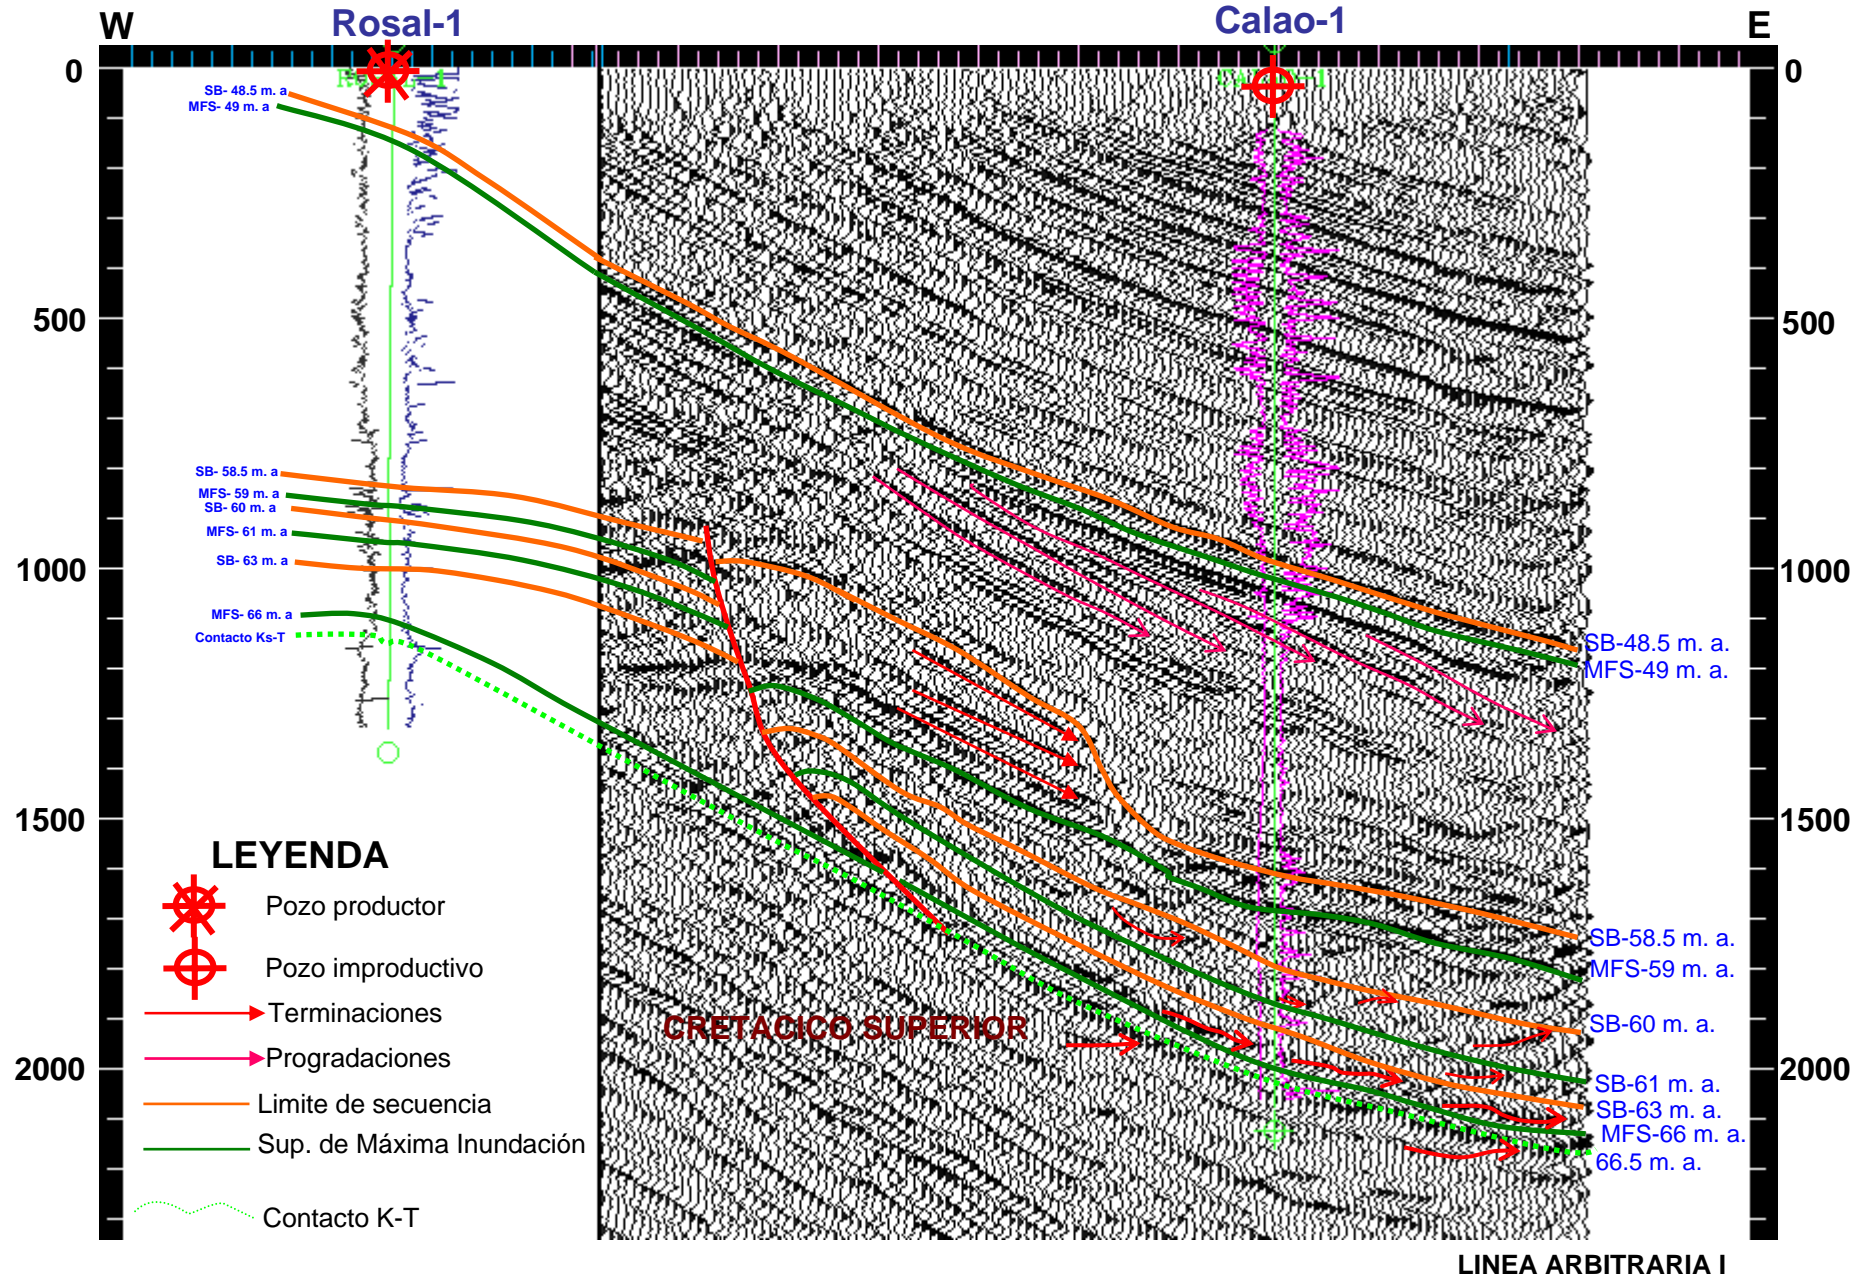 W
Rosal-1
Calao-1
E
0
0
SB- 48.5 m. a
MFS- 49 m. a
500
500
SB- 58.5 m. a
MFS- 59 m. a
SB- 60 m. a
MFS- 61 m. a
SB- 63 m. a
1000
1000
MFS- 66 m. a
Contacto Ks-T
SB-48.5 m. a.
MFS-49 m. a.
1500
1500
LEYENDA
Pozo productor
Pozo improductivo
Terminaciones
Progradaciones
Limite de secuencia
Sup. de Máxima Inundación
Contacto K-T
CRETACICO SUPERIOR
SB-58.5 m. a.
MFS-59 m. a.
SB-60 m. a.
2000
2000
SB-61 m. a.
SB-63 m. a.
MFS-66 m. a.
66.5 m. a.
LINEA ARBITRARIA I